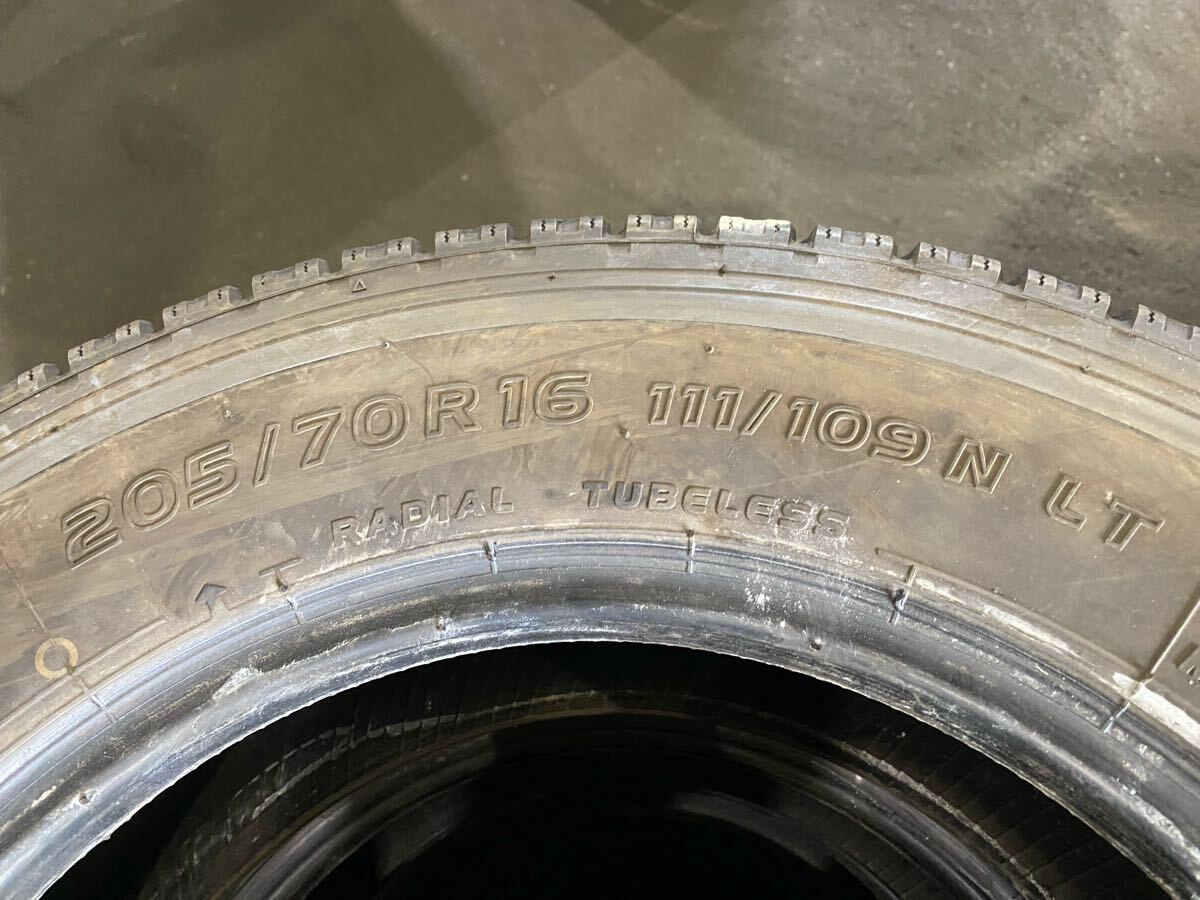 205/70R16 111/109N LT
RADIAL TUBELESS